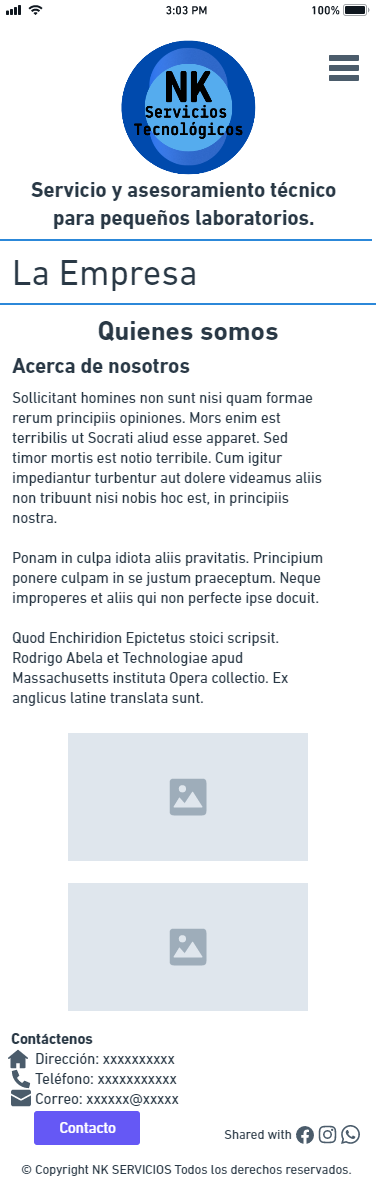 3:03 PM
100%
NK
Servicios
Tecnológicos
Servicio y asesoramiento técnico
para pequeños laboratorios.
La Empresa
Quienes somos
Acerca de nosotros
Sollicitant homines non sunt nisi quam formae
rerum principiis opiniones. Mors enim est
terribilis ut Socrati aliud esse apparet. Sed
timor mortis est notio terribile. Cum igitur
impediantur turbentur aut dolere videamus aliis
non tribuunt nisi nobis hoc est, in principiis
nostra.
Ponam in culpa idiota aliis pravitatis. Principium
ponere culpam in se justum praeceptum. Neque
improperes et aliis qui non perfecte ipse docuit.
Quod Enchiridion Epictetus stoici scripsit.
Rodrigo Abela et Technologiae apud
Massachusetts instituta Opera collectio. Ex
anglicus latine translata sunt.
Contáctenos
Dirección: xxxxxxxxxx
Teléfono: xxxxxxxxxxx
Correo: xxxxxx@xxxxx
Contacto
Shared with
© Copyright NK SERVICIOS Todos los derechos reservados.